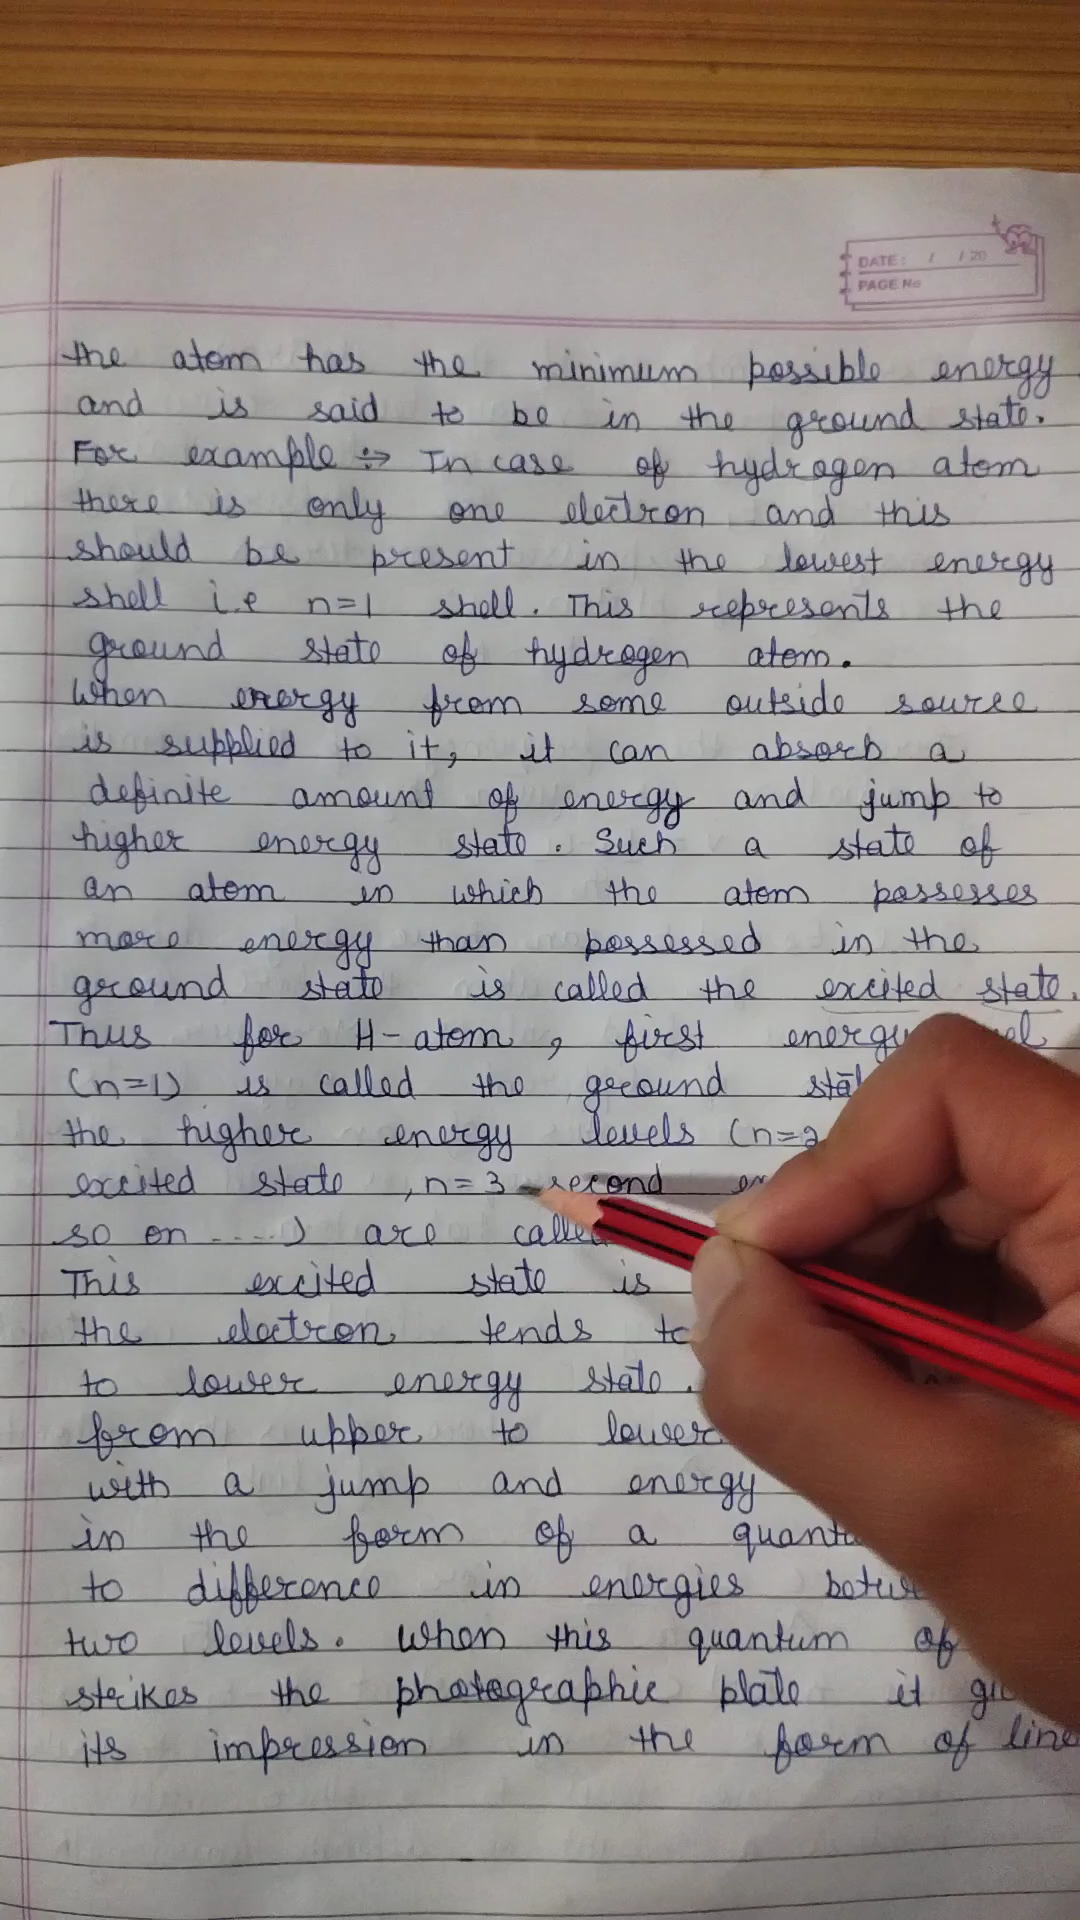 DATE: / / 20
PAGE No
the atom has the minimum possible energy
and is said to be in the ground state.
For example ÷> In case of hydrogen atom
there is only one electron and this
should be present in the lowest energy
shell i.e n=1 shell. This represents the
ground state of hydrogen atom.
When energy from some outside source
is supplied to it, it can absorb a
definite amount of energy and jump to
higher energy state. Such a state of
an atom in which the atom possesses
more energy than possessed in the
ground state is called the excited state.
Thus for H-atom, first energy
(n=1) is called the ground
the higher energy levels (n=2
excited state, n=3 second
so on ....) are called
This excited state is
the electron tends
to lower energy state.
from upper to lower
with a jump and energy
in the form of a
to difference in energies
two levels. When this quantum of
strikes the photographic plate it
its impression in the form of line